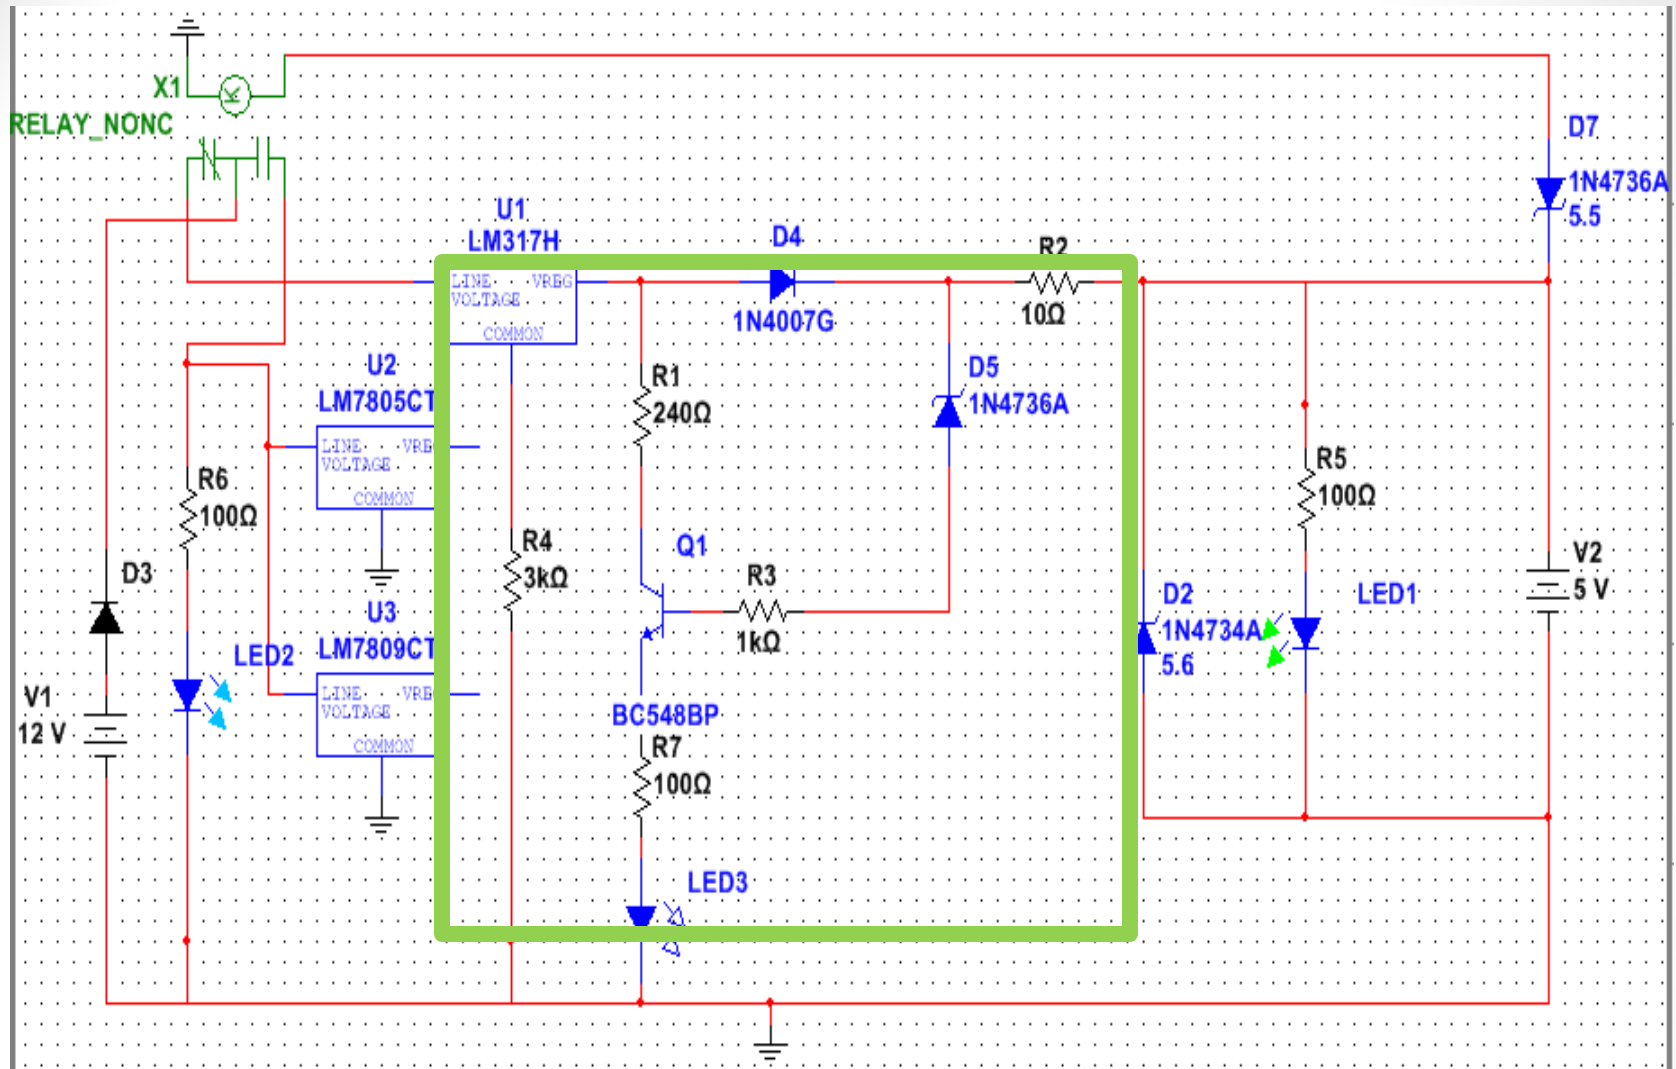 X1
RELAY_NONC
D7
1N4736A
5.5
U1
LM317H
LINE VREG
VOLTAGE
COMMON
D4
1N4007G
R2
10Ω
U2
LM7805CT
LINE VREG
VOLTAGE
COMMON
R1
240Ω
D5
1N4736A
R6
100Ω
R5
100Ω
R4
3kΩ
Q1
BC548BP
R3
1kΩ
V2
5 V
D3
D2
1N4734A
5.6
LED1
U3
LM7809CT
LINE VRE
VOLTAGE
COMMON
LED2
V1
12 V
R7
100Ω
LED3